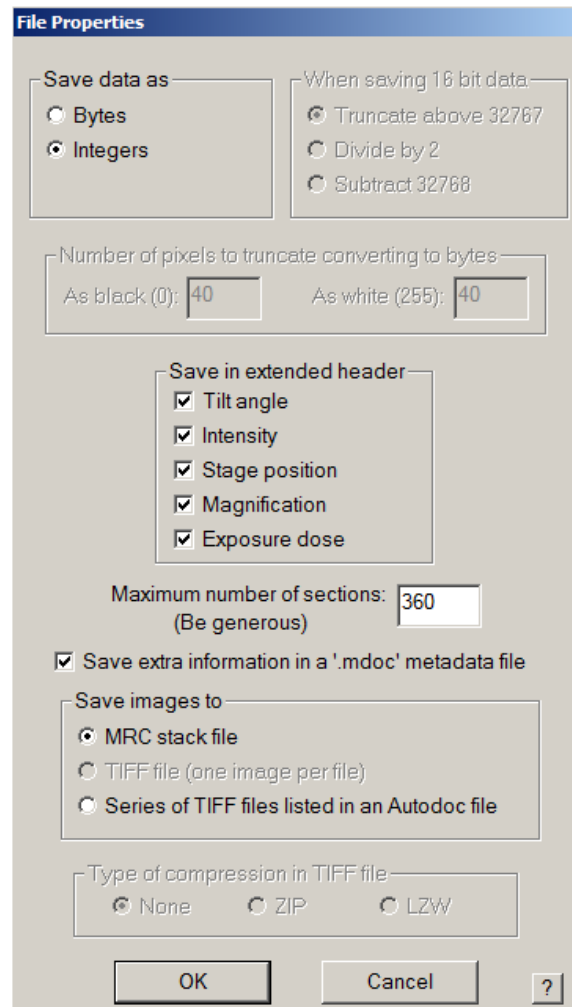 File Properties
Save data as
Bytes
Integers
When saving 16 bit data
Truncate above 32767
Divide by 2
Subtract 32768
Number of pixels to truncate converting to bytes
As black (0): 40 As white (255): 40
Save in extended header
Tilt angle
Intensity
Stage position
Magnification
Exposure dose
Maximum number of sections: 360
(Be generous)
Save extra information in a '.mdoc' metadata file
Save images to
MRC stack file
TIFF file (one image per file)
Series of TIFF files listed in an Autodoc file
Type of compression in TIFF file
None ZIP LZW
OK Cancel ?